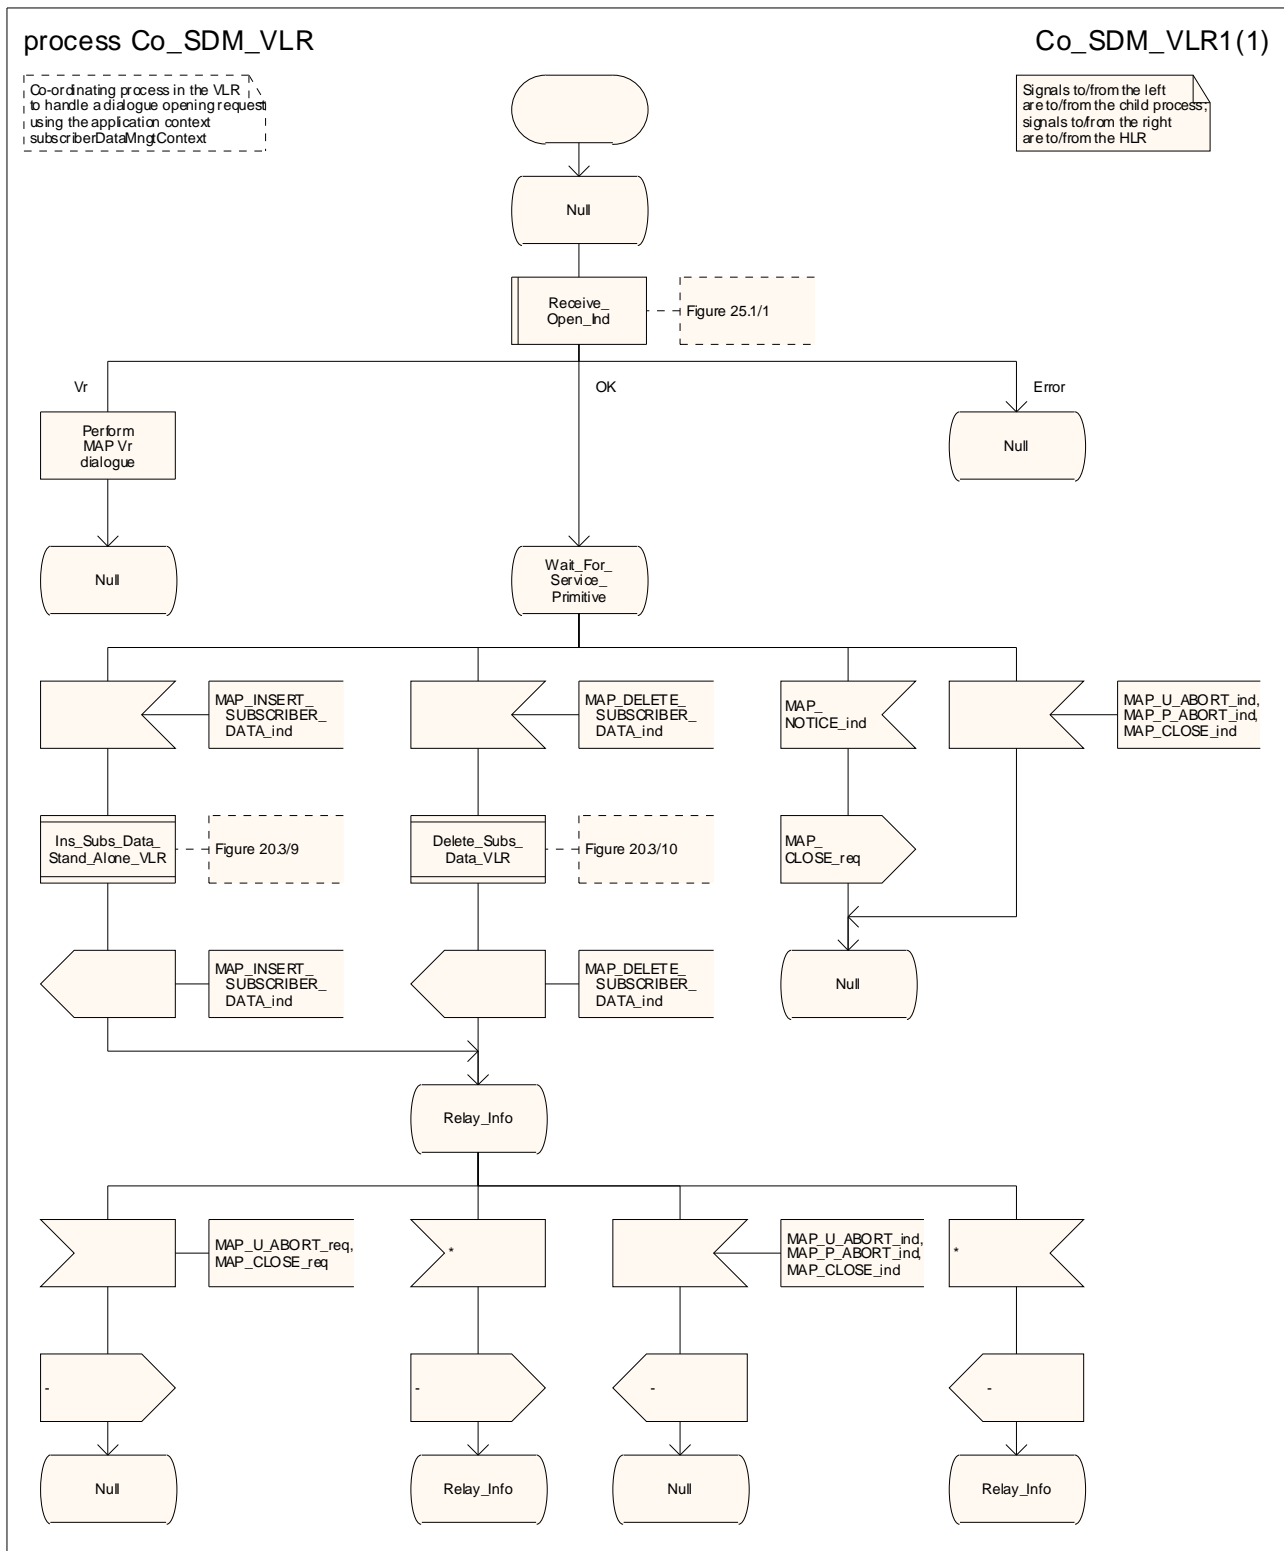 process Co_SDM_VLR
Co_SDM_VLR1(1)
Co-ordinating process in the VLR
to handle a dialogue opening request
using the application context
subscriberDataMngtContext
Signals to/from the left
are to/from the child process;
signals to/from the right
are to/from the HLR
Null
Receive_
Open_Ind
Figure 25.1/1
Vr
OK
Error
Perform
MAP Vr
dialogue
Null
Null
Wait_For_
Service_
Primitive
MAP_INSERT_
SUBSCRIBER_
DATA_ind
MAP_DELETE_
SUBSCRIBER_
DATA_ind
MAP_
NOTICE_ind
MAP_U_ABORT_ind,
MAP_P_ABORT_ind,
MAP_CLOSE_ind
Ins_Subs_Data_
Stand_Alone_VLR
Figure 20.3/9
Delete_Subs_
Data_VLR
Figure 20.3/10
MAP_
CLOSE_req
MAP_INSERT_
SUBSCRIBER_
DATA_ind
MAP_DELETE_
SUBSCRIBER_
DATA_ind
Null
Relay_Info
MAP_U_ABORT_req,
MAP_CLOSE_req
*
MAP_U_ABORT_ind,
MAP_P_ABORT_ind,
MAP_CLOSE_ind
*
-
-
-
-
Null
Relay_Info
Null
Relay_Info